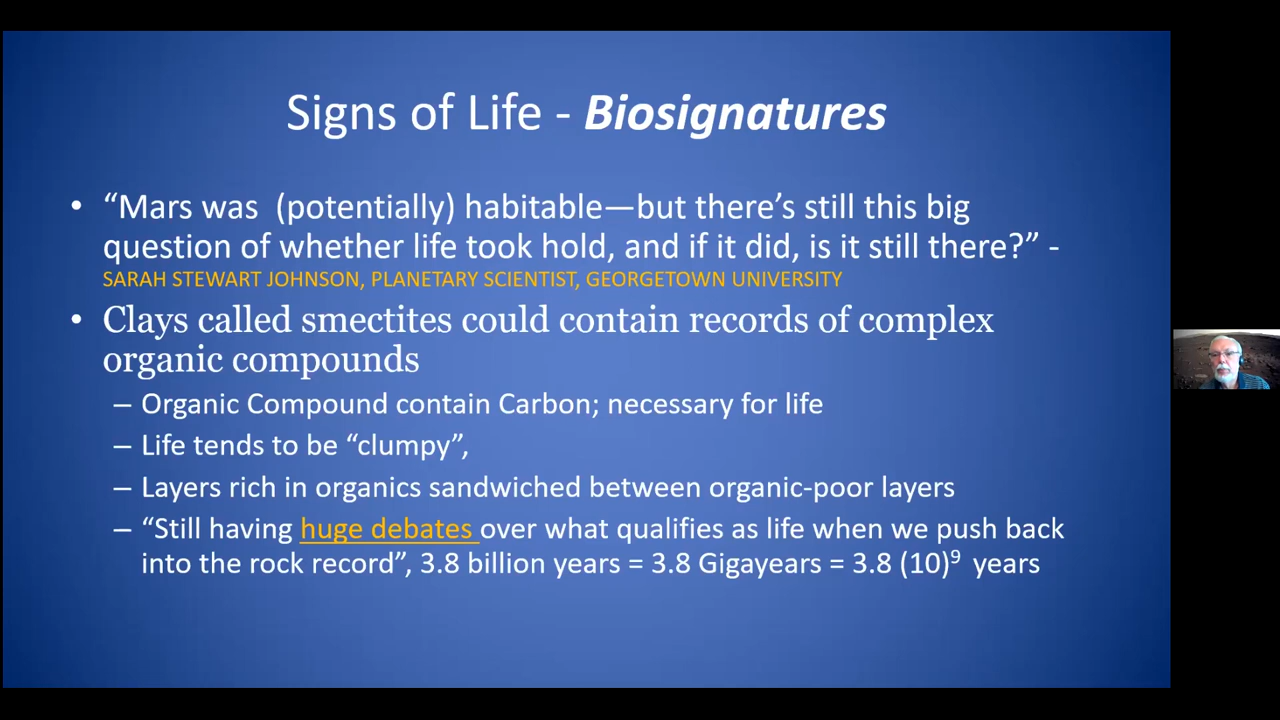 Signs of Life - Biosignatures
• “Mars was (potentially) habitable—but there’s still this big
question of whether life took hold, and if it did, is it still there?” -
SARAH STEWART JOHNSON, PLANETARY SCIENTIST, GEORGETOWN UNIVERSITY
• Clays called smectites could contain records of complex
organic compounds
– Organic Compound contain Carbon; necessary for life
– Life tends to be “clumpy”,
– Layers rich in organics sandwiched between organic-poor layers
– “Still having huge debates over what qualifies as life when we push back
into the rock record”, 3.8 billion years = 3.8 Gigayears = 3.8 (10)⁹ years